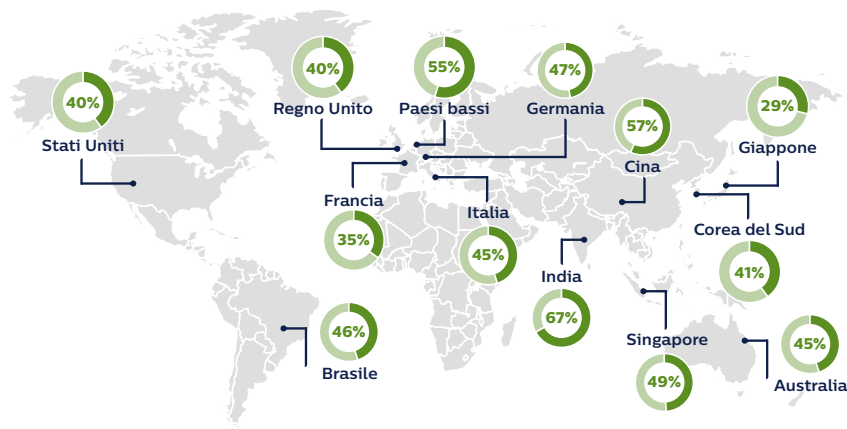 40%
Stati Uniti
40%
Regno Unito
55%
Paesi bassi
47%
Germania
57%
Cina
29%
Giappone
Francia
35%
Italia
45%
India
67%
Corea del Sud
41%
46%
Brasile
Singapore
49%
45%
Australia